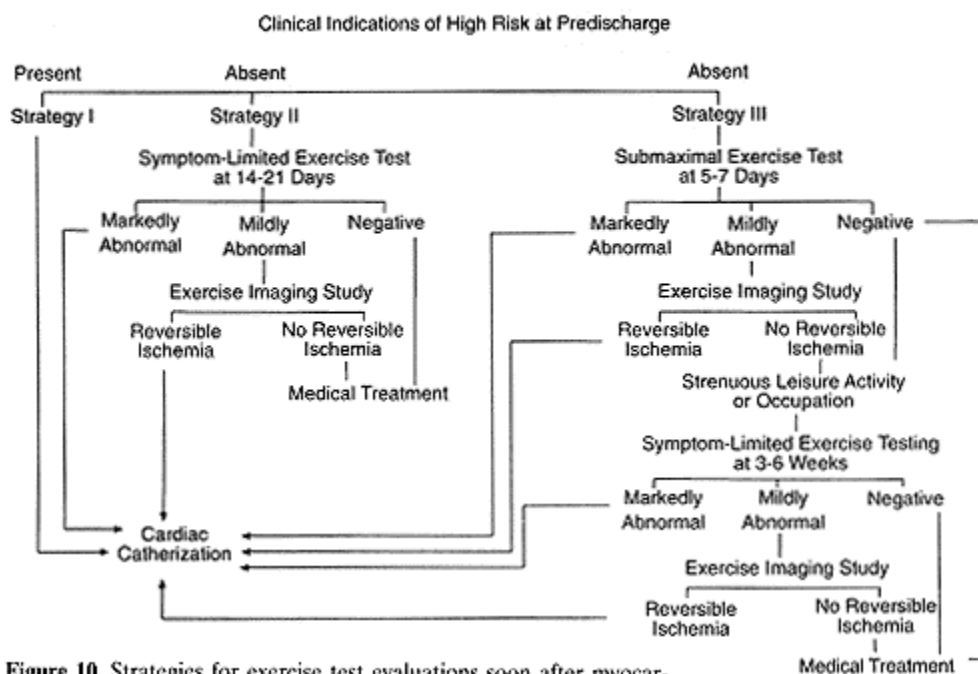 Clinical Indications of High Risk at Predischarge
Present
Absent
Absent
Strategy I
Strategy II
Strategy III
Symptom-Limited Exercise Test
at 14-21 Days
Submaximal Exercise Test
at 5-7 Days
Markedly
Abnormal
Mildly
Abnormal
Negative
Markedly
Abnormal
Mildly
Abnormal
Negative
Exercise Imaging Study
Exercise Imaging Study
Reversible
Ischemia
No Reversible
Ischemia
Reversible
Ischemia
No Reversible
Ischemia
Medical Treatment
Strenuous Leisure Activity
or Occupation
Symptom-Limited Exercise Testing
at 3-6 Weeks
Markedly
Abnormal
Mildly
Abnormal
Negative
Cardiac
Catherization
Exercise Imaging Study
Reversible
Ischemia
No Reversible
Ischemia
Medical Treatment
Figure 10. Strategies for exercise test evaluations soon after myocar-